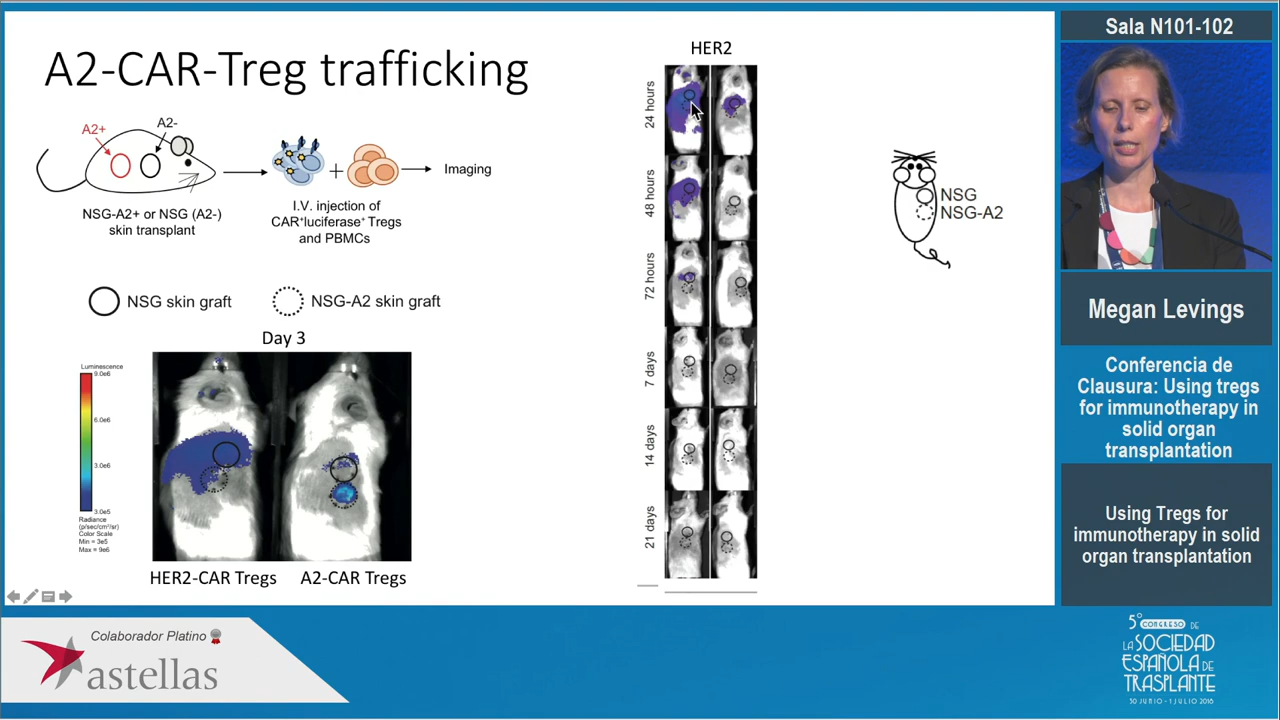 A2-CAR-Treg trafficking
A2+
A2-
NSG-A2+ or NSG (A2-)
skin transplant
+
I.V. injection of
CAR+luciferase+ Tregs
and PBMCs
Imaging
NSG skin graft
NSG-A2 skin graft
Day 3
Luminescence
9.0e6
6.0e6
3.0e6
3.0e5
Radiance
(p/sec/cm²/sr)
Color Scale
Min = 3e5
Max = 9e6
HER2-CAR Tregs
A2-CAR Tregs
HER2
24 hours
48 hours
72 hours
7 days
14 days
21 days
NSG
NSG-A2
Sala N101-102
Megan Levings
Conferencia de
Clausura: Using tregs
for immunotherapy in
solid organ
transplantation
Using Tregs for
immunotherapy in solid
organ transplantation
Colaborador Platino
astellas
5º CONGRESO DE
LA SOCIEDAD
ESPAÑOLA DE
TRASPLANTE
30 JUNIO - 1 JULIO 2018